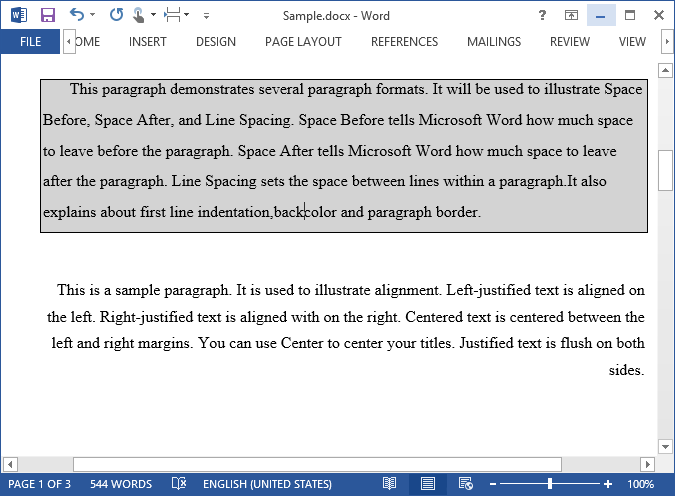 Sample.docx - Word
?
FILE
OME INSERT DESIGN PAGE LAYOUT REFERENCES MAILINGS REVIEW VIEW
This paragraph demonstrates several paragraph formats. It will be used to illustrate Space
Before, Space After, and Line Spacing. Space Before tells Microsoft Word how much space
to leave before the paragraph. Space After tells Microsoft Word how much space to leave
after the paragraph. Line Spacing sets the space between lines within a paragraph.It also
explains about first line indentation,backcolor and paragraph border.
This is a sample paragraph. It is used to illustrate alignment. Left-justified text is aligned on
the left. Right-justified text is aligned with on the right. Centered text is centered between the
left and right margins. You can use Center to center your titles. Justified text is flush on both
sides.
PAGE 1 OF 3 544 WORDS ENGLISH (UNITED STATES) 100%